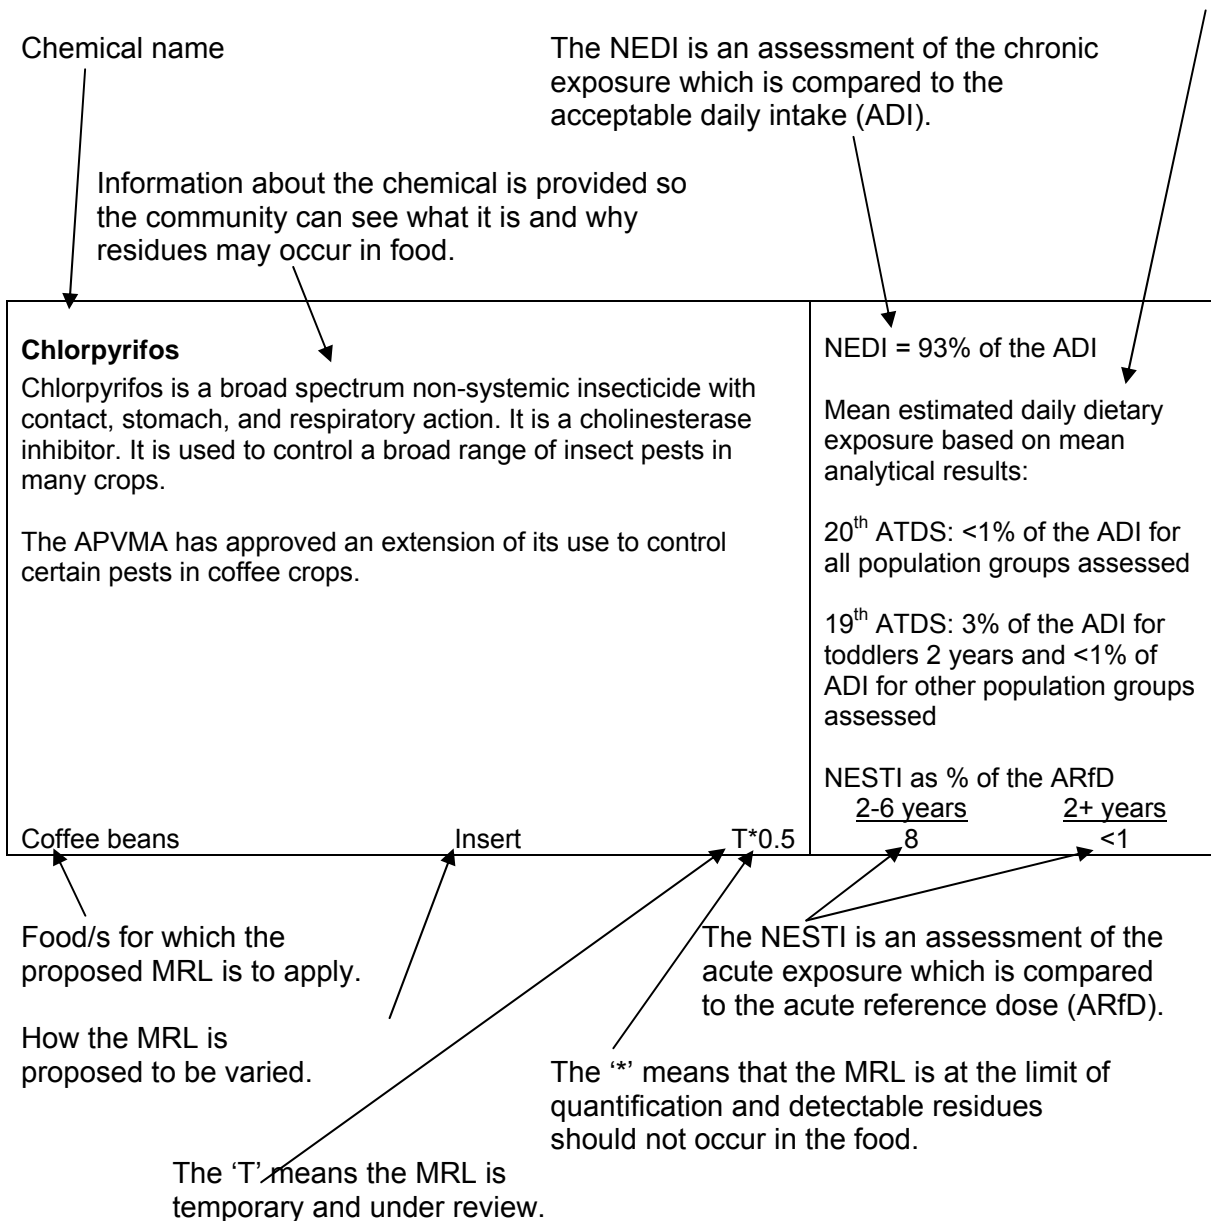 Chemical name
The NEDI is an assessment of the chronic
exposure which is compared to the
acceptable daily intake (ADI).
Information about the chemical is provided so
the community can see what it is and why
residues may occur in food.
Chlorpyrifos
Chlorpyrifos is a broad spectrum non-systemic insecticide with
contact, stomach, and respiratory action. It is a cholinesterase
inhibitor. It is used to control a broad range of insect pests in
many crops.
The APVMA has approved an extension of its use to control
certain pests in coffee crops.
Coffee beans Insert T*0.5
NEDI = 93% of the ADI
Mean estimated daily dietary
exposure based on mean
analytical results:
20th ATDS: <1% of the ADI for
all population groups assessed
19th ATDS: 3% of the ADI for
toddlers 2 years and <1% of
ADI for other population groups
assessed
NESTI as % of the ARfD
2-6 years 2+ years
8 <1
Food/s for which the
proposed MRL is to apply.
How the MRL is
proposed to be varied.
The NESTI is an assessment of the
acute exposure which is compared
to the acute reference dose (ARfD).
The ‘*’ means that the MRL is at the limit of
quantification and detectable residues
should not occur in the food.
The ‘T’ means the MRL is
temporary and under review.